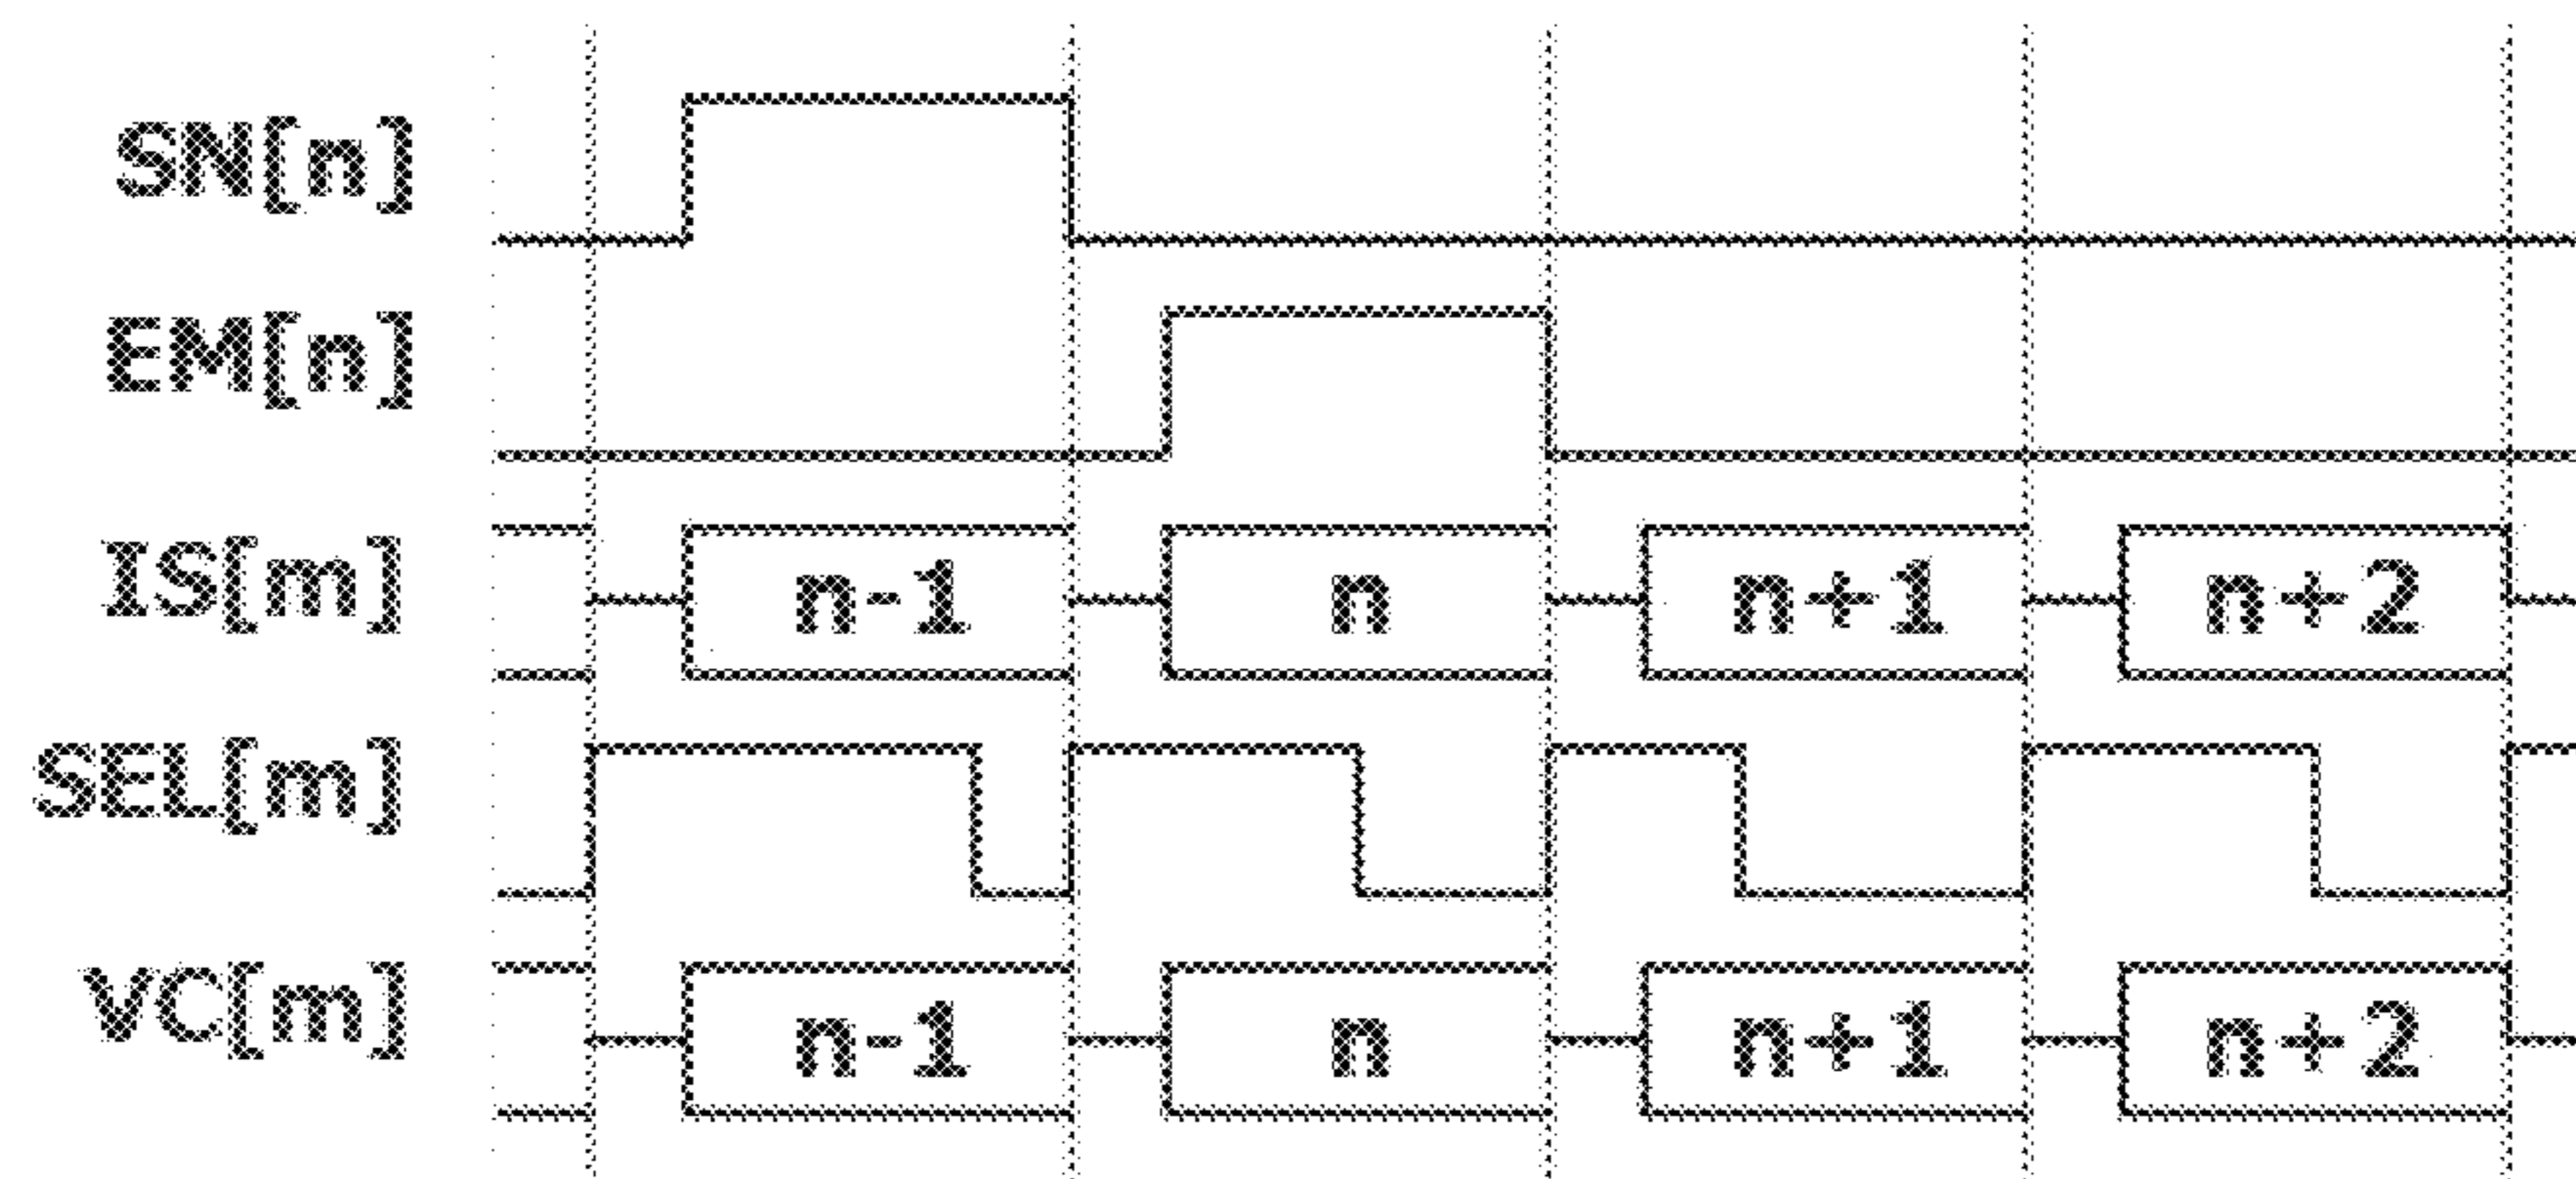 SN[n]
EM[n]
IS[m] n-1 n n+1 n+2
SEL[m]
VC[m] n-1 n n+1 n+2